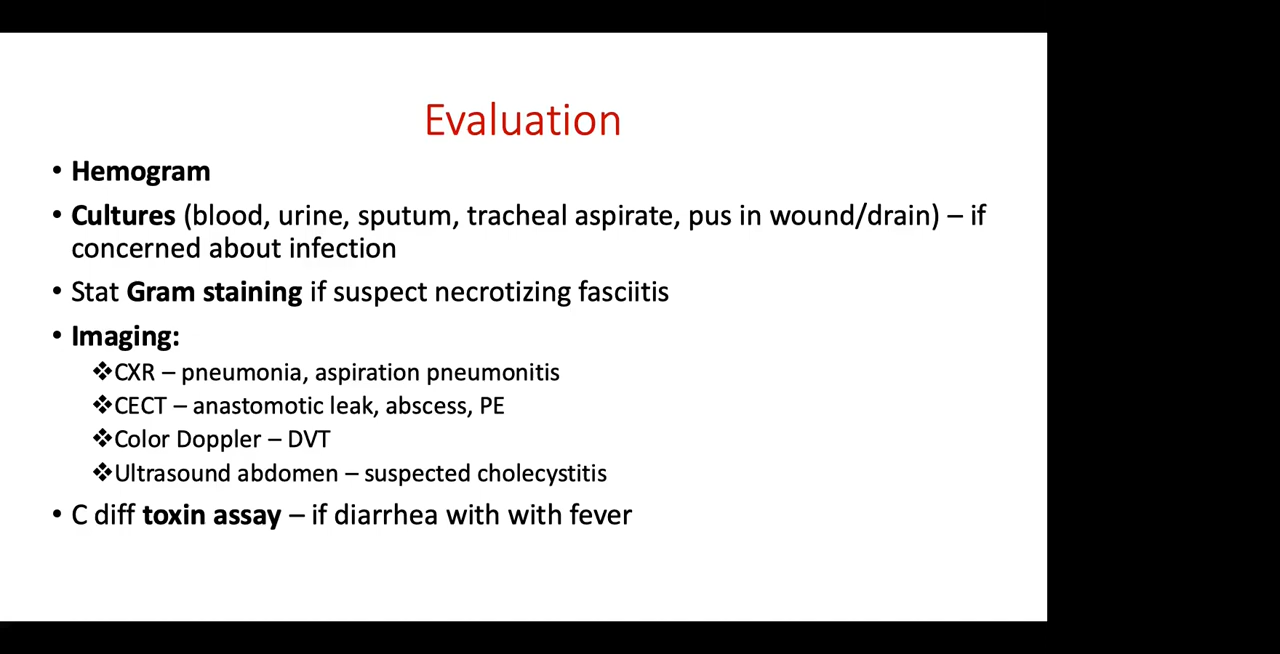 Evaluation
• Hemogram
• Cultures (blood, urine, sputum, tracheal aspirate, pus in wound/drain) – if
concerned about infection
• Stat Gram staining if suspect necrotizing fasciitis
• Imaging:
❖CXR – pneumonia, aspiration pneumonitis
❖CECT – anastomotic leak, abscess, PE
❖Color Doppler – DVT
❖Ultrasound abdomen – suspected cholecystitis
• C diff toxin assay – if diarrhea with with fever